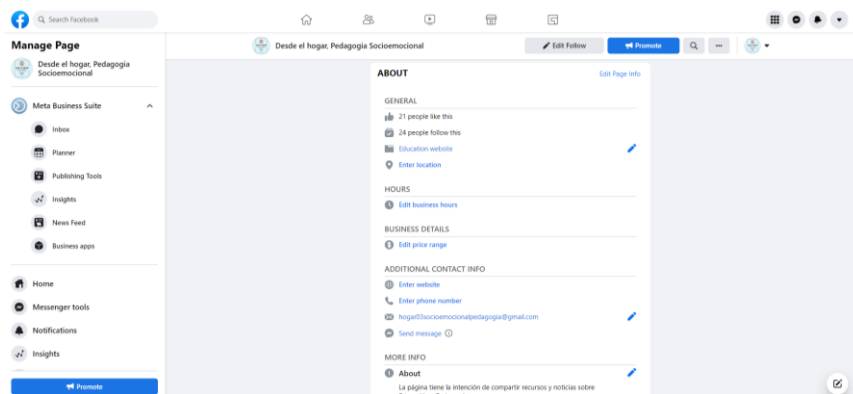 Search Facebook
Manage Page
Desde el hogar, Pedagogía
Socioemocional
Meta Business Suite
Inbox
Planner
Publishing Tools
Insights
News Feed
Business apps
Home
Messenger tools
Notifications
Insights
Promote
Desde el hogar, Pedagogía Socioemocional
Edit Follow
Promote
ABOUT
Edit Page Info
GENERAL
21 people like this
24 people follow this
Education website
Enter location
HOURS
Edit business hours
BUSINESS DETAILS
Edit price range
ADDITIONAL CONTACT INFO
Enter website
Enter phone number
hogar03socioemocionalpedagogia@gmail.com
Send message
MORE INFO
About
La página tiene la intención de compartir recursos y noticias sobre